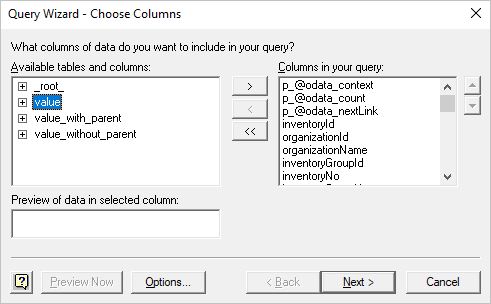 Query Wizard - Choose Columns
What columns of data do you want to include in your query?
Available tables and columns:
_root_
value
value_with_parent
value_without_parent
>
<
<<
Columns in your query:
p_@odata_context
p_@odata_count
p_@odata_nextLink
inventoryId
organizationId
organizationName
inventoryGroupId
inventoryNo
Preview of data in selected column:
?
Preview Now
Options...
< Back
Next >
Cancel